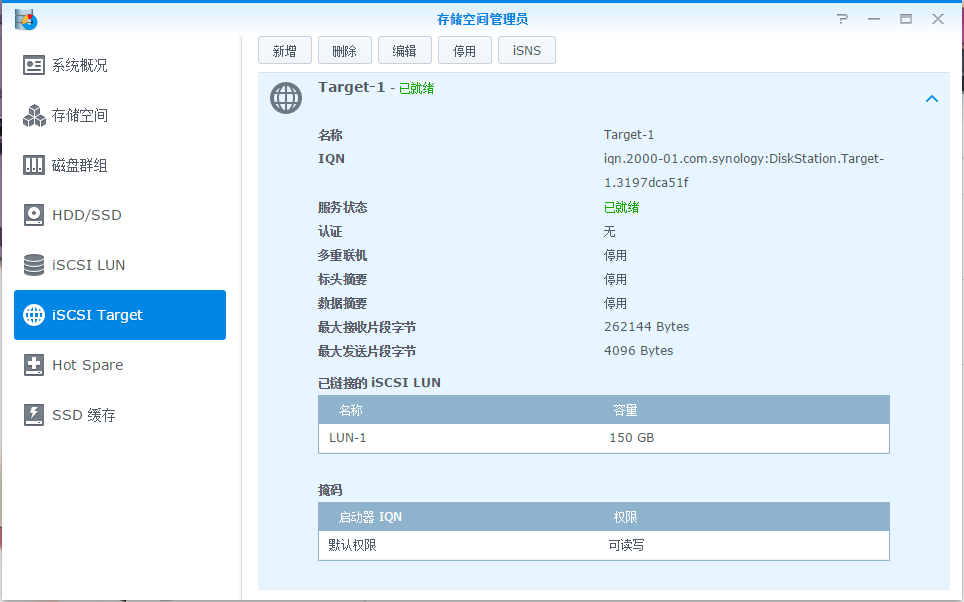 存储空间管理员
系统概况
存储空间
磁盘群组
HDD/SSD
iSCSI LUN
iSCSI Target
Hot Spare
SSD 缓存
新增 删除 编辑 停用 iSNS
Target-1 - 已就绪
名称 Target-1
IQN iqn.2000-01.com.synology:DiskStation.Target-
1.3197dca51f
服务状态 已就绪
认证 无
多重联机 停用
标头摘要 停用
数据摘要 停用
最大接收片段字节 262144 Bytes
最大发送片段字节 4096 Bytes
已链接的 iSCSI LUN
名称 容量
LUN-1 150 GB
掩码
启动器 IQN 权限
默认权限 可读写